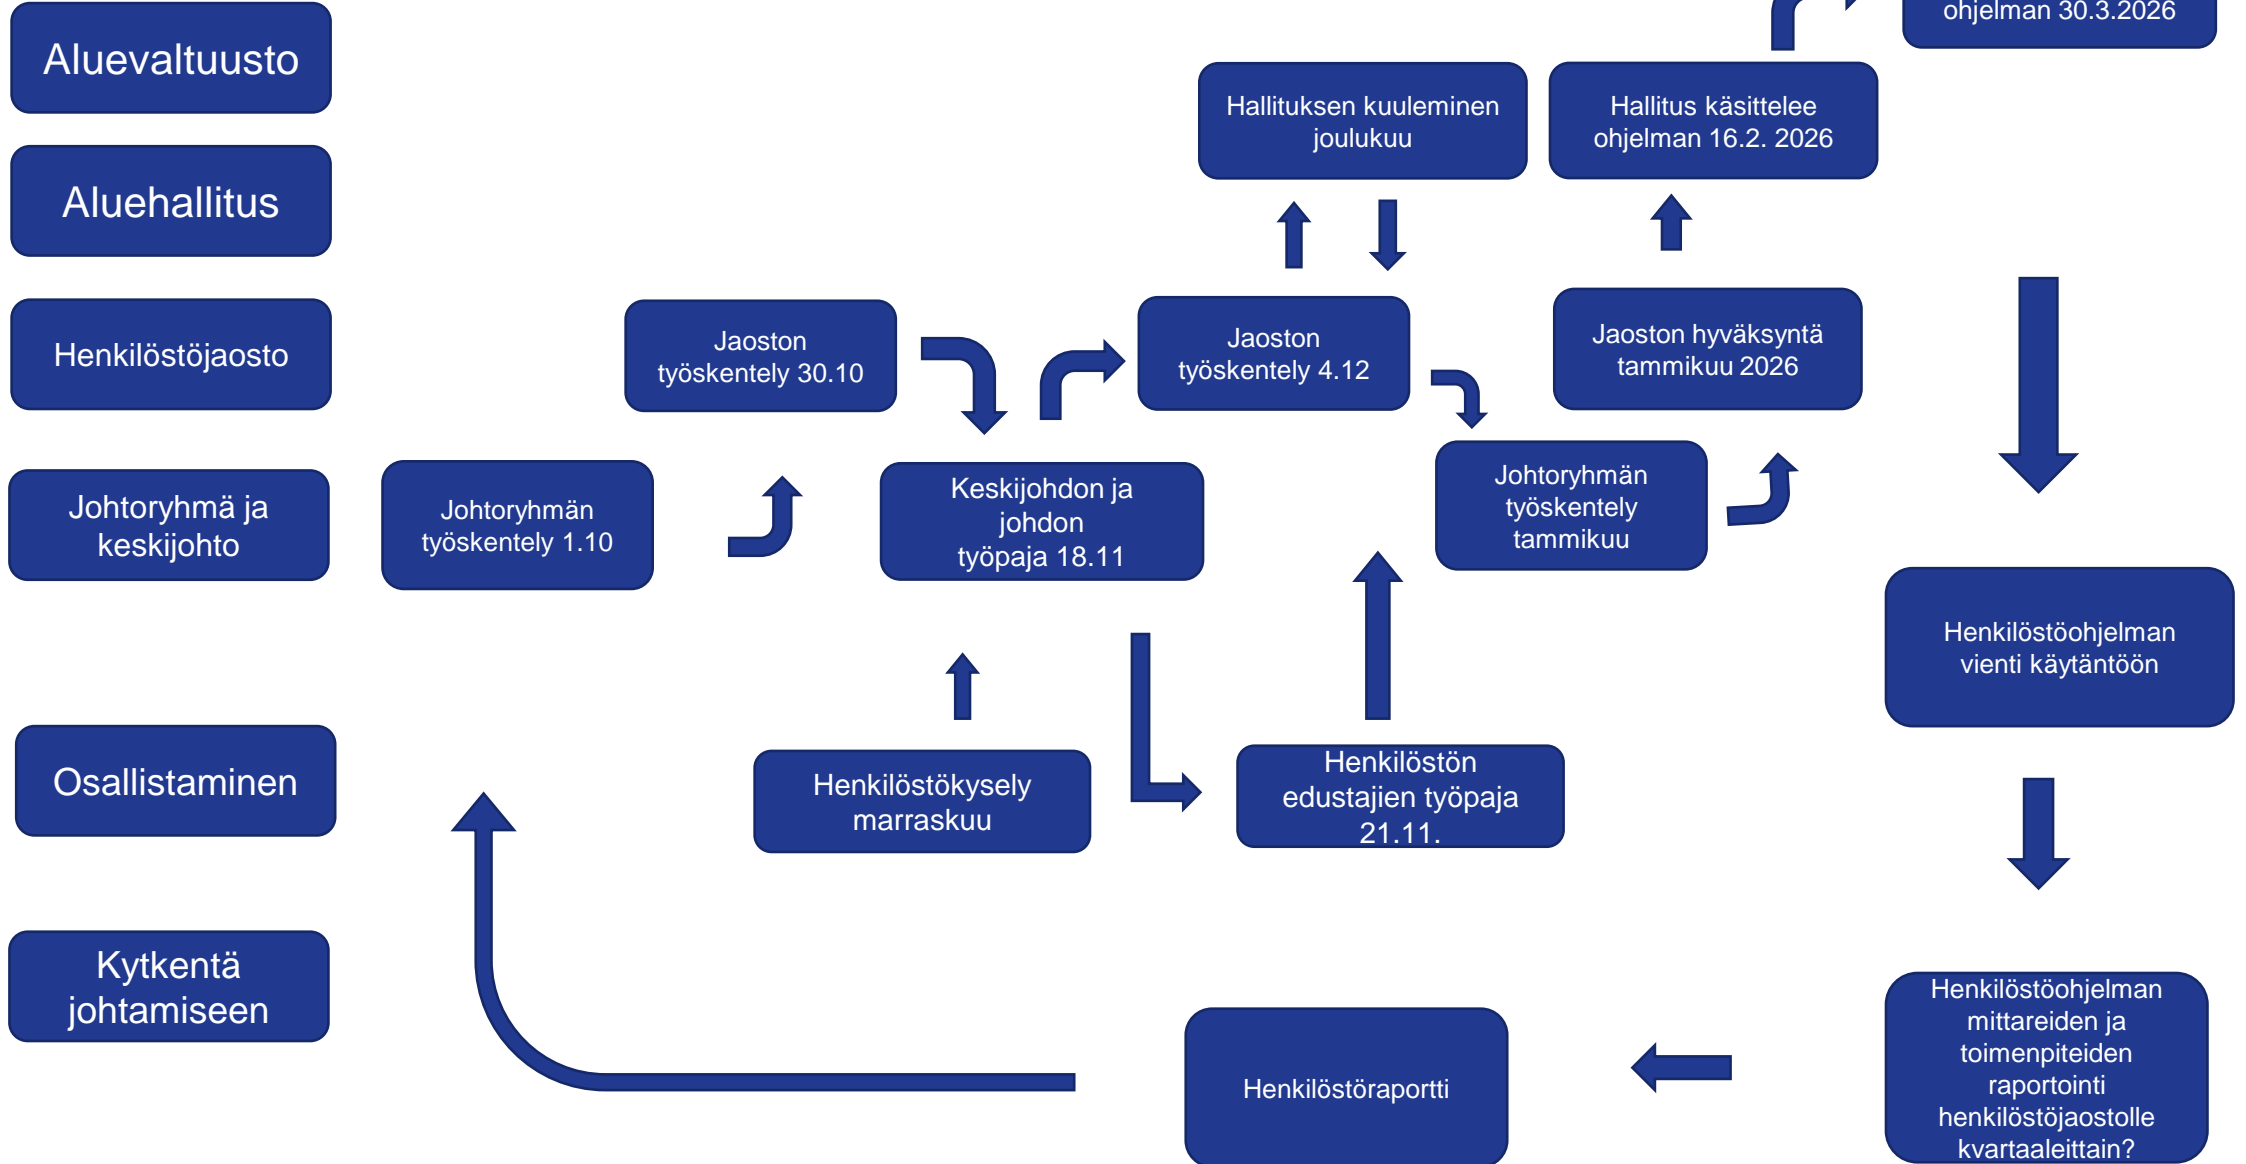 ohjelman 30.3.2026
Aluevaltuusto
Hallituksen kuuleminen
joulukuu
Hallitus käsittelee
ohjelman 16.2. 2026
Aluehallitus
Henkilöstöjaosto
Jaoston
työskentely 30.10
Jaoston
työskentely 4.12
Jaoston hyväksyntä
tammikuu 2026
Johtoryhmä ja
keskijohto
Johtoryhmän
työskentely 1.10
Keskijohdon ja
johdon
työpaja 18.11
Johtoryhmän
työskentely
tammikuu
Henkilöstöohjelman
vienti käytäntöön
Osallistaminen
Henkilöstökysely
marraskuu
Henkilöstön
edustajien työpaja
21.11.
Kytkentä
johtamiseen
Henkilöstöraportti
Henkilöstöohjelman
mittareiden ja
toimenpiteiden
raportointi
henkilöstöjaostolle
kvartaaleittain?